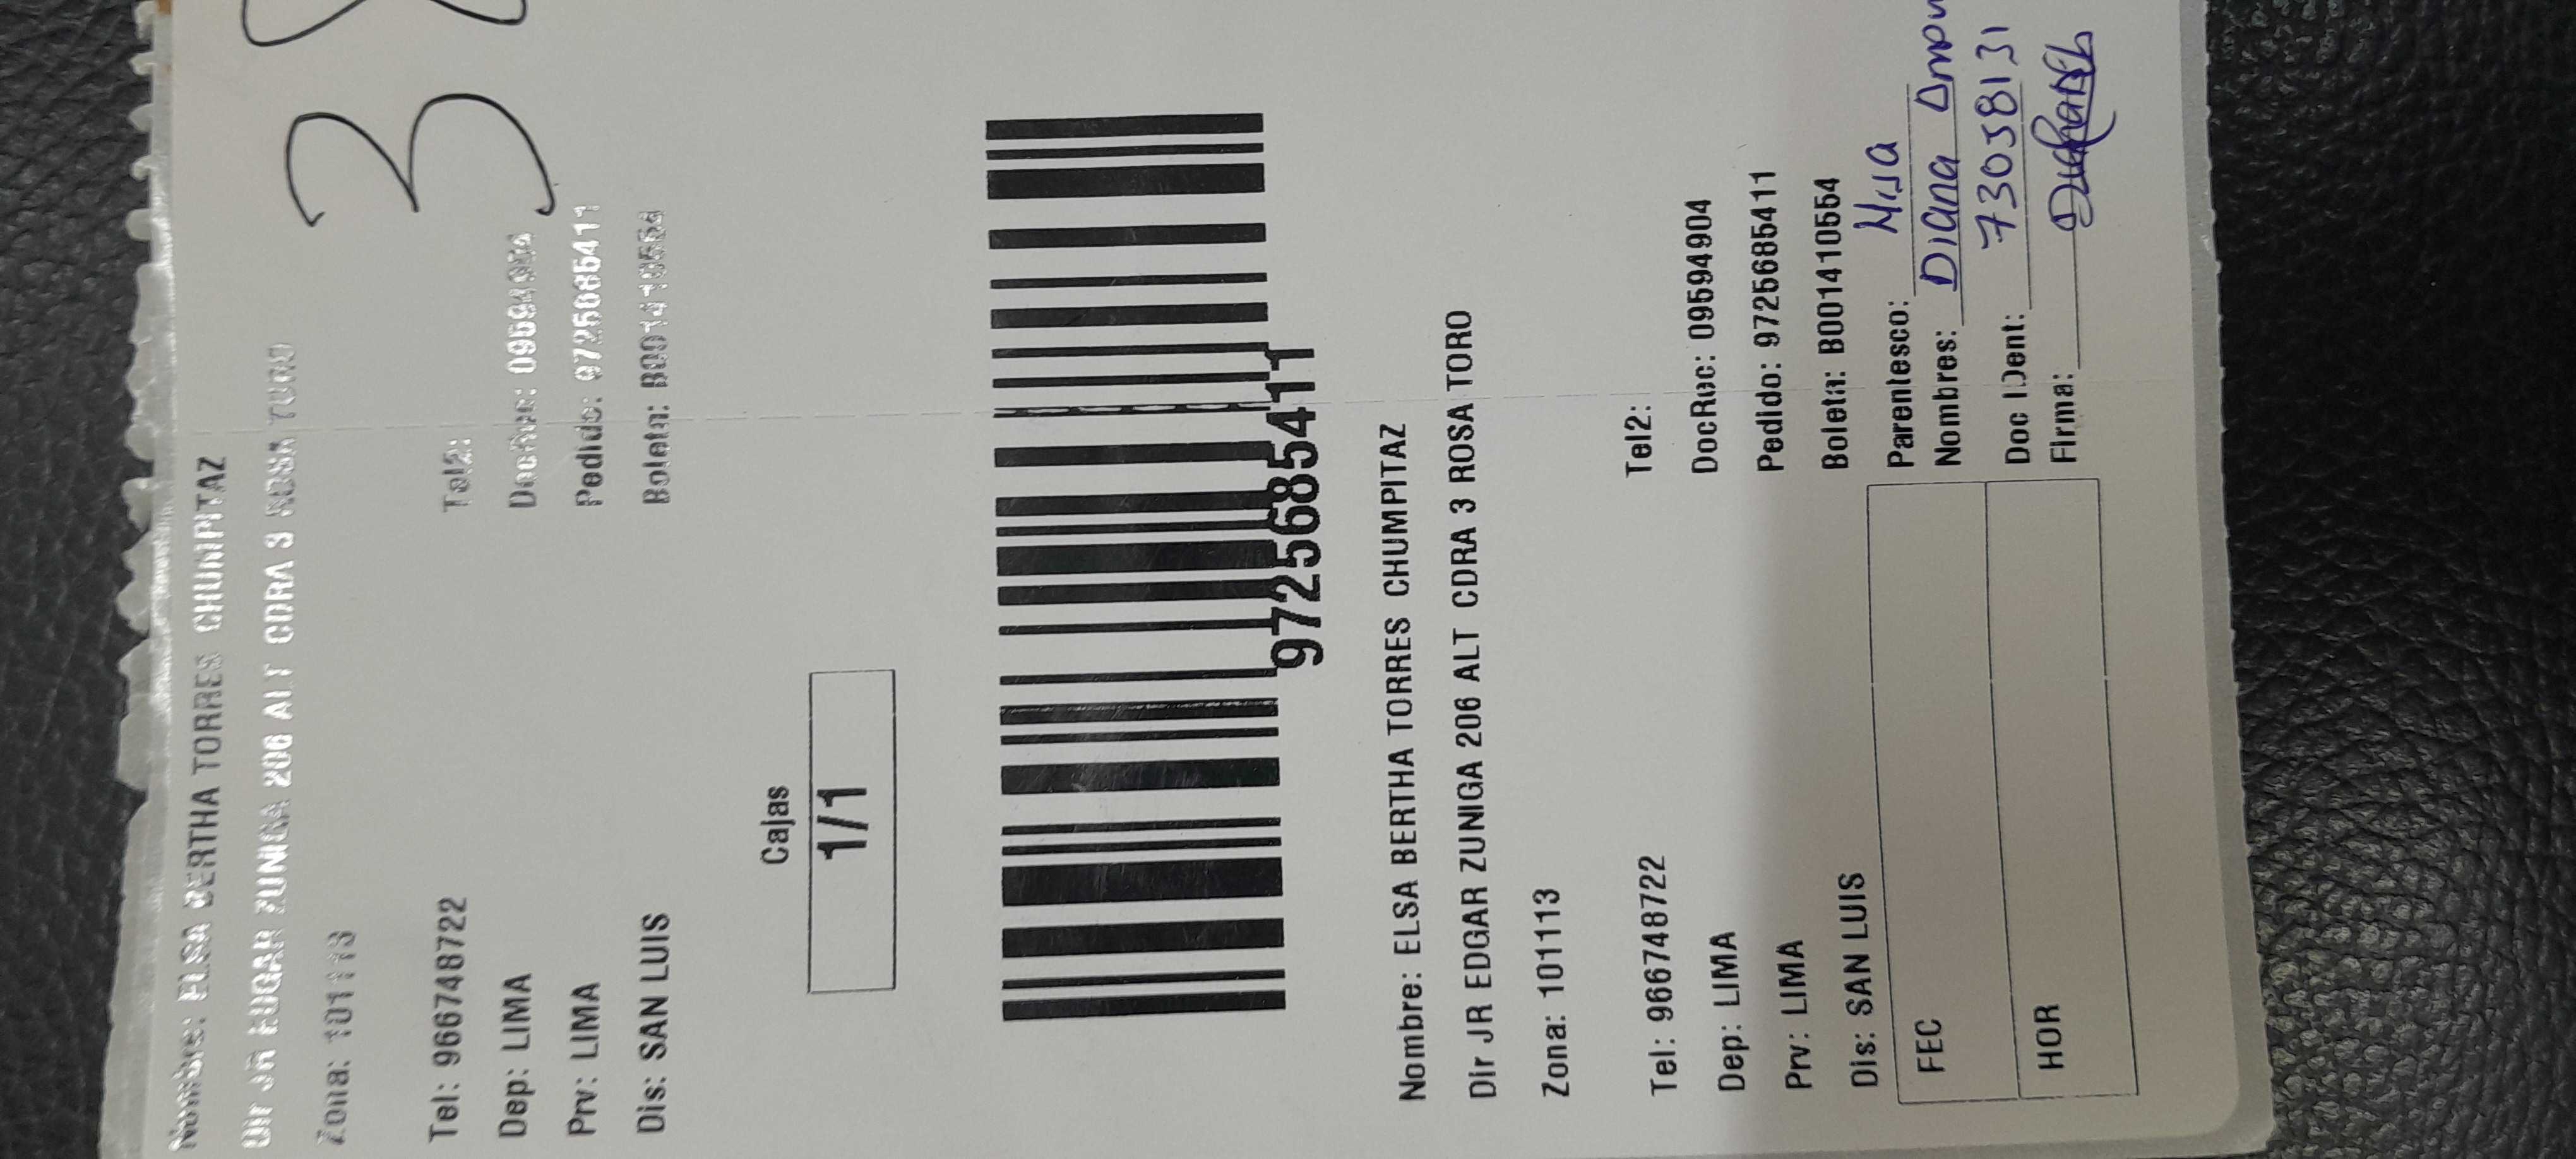 38
Nombre: ELSA BERTHA TORRES CHUMPITAZ
Dir JR EDGAR ZUNIGA 206 ALT CDRA 3 ROSA TORO
Zona: 101113
Tel: 966748722 Tel2:
Dep: LIMA DocRuc: 09594904
Prv: LIMA Pedido: 9725685411
Dis: SAN LUIS Boleta: B001410554
Cajas
1/1
9725685411
Nombre: ELSA BERTHA TORRES CHUMPITAZ
Dir JR EDGAR ZUNIGA 206 ALT CDRA 3 ROSA TORO
Zona: 101113
Tel: 966748722 Tel2:
Dep: LIMA DocRuc: 09594904
Prv: LIMA Pedido: 9725685411
Dis: SAN LUIS Boleta: B001410554
FEC Parentesco: Hija
Nombres: Diana
HOR Doc IDent: 73058131
Firma: